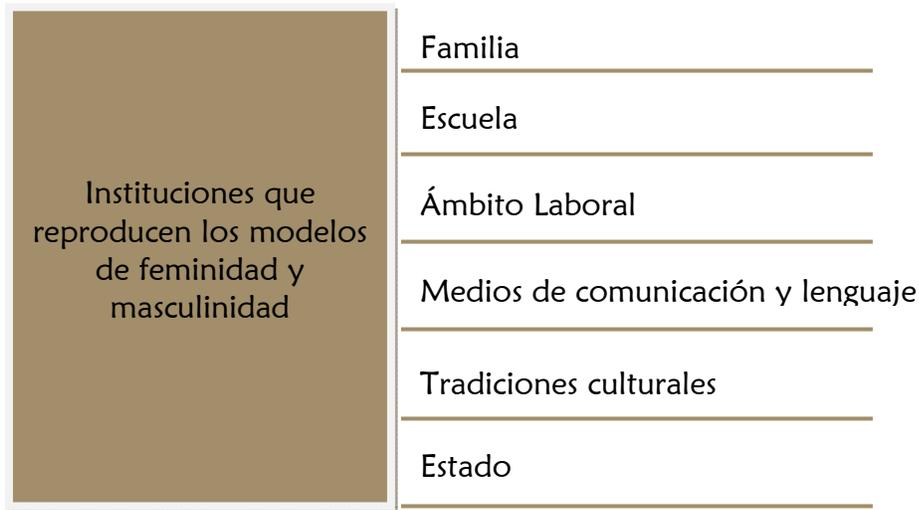 Instituciones que
reproducen los modelos
de feminidad y
masculinidad
Familia
Escuela
Ámbito Laboral
Medios de comunicación y lenguaje
Tradiciones culturales
Estado